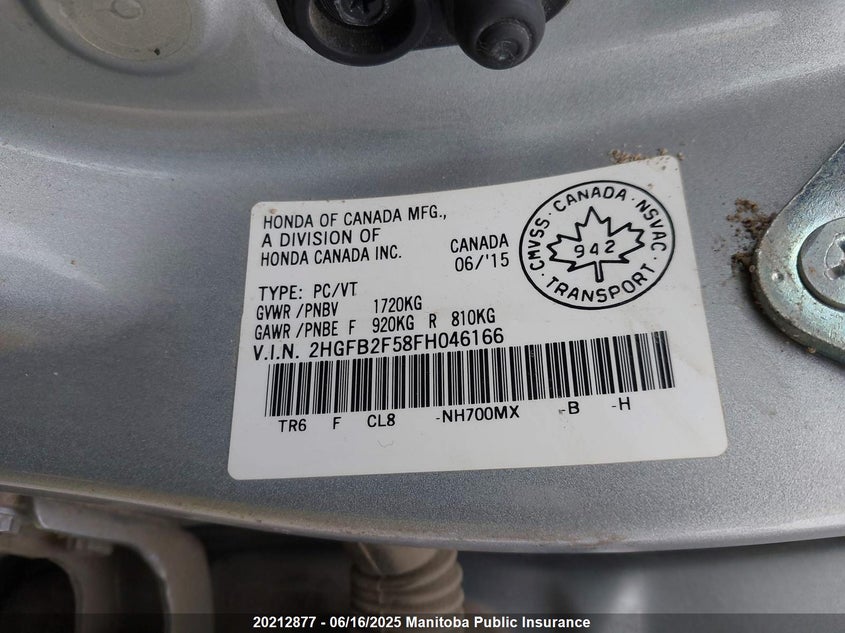 HONDA OF CANADA MFG.,
A DIVISION OF
HONDA CANADA INC.
CANADA
06/'15
CMVSS · CANADA · NSVAC
942
· TRANSPORT ·
TYPE: PC/VT
GVWR /PNBV 1720KG
GAWR /PNBE F 920KG R 810KG
V.I.N. 2HGFB2F58FH046166
TR6 F CL8 -NH700MX -B -H
20212877 - 06/16/2025 Manitoba Public Insurance